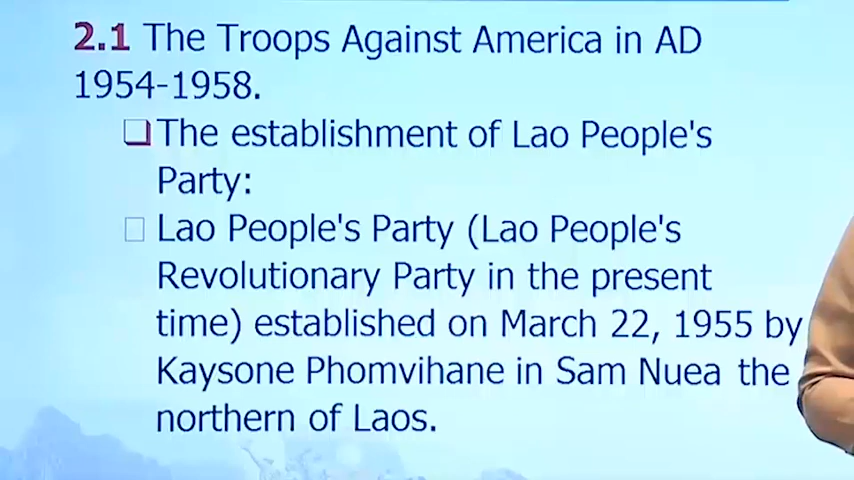 2.1 The Troops Against America in AD
1954-1958.
The establishment of Lao People's
Party:
Lao People's Party (Lao People's
Revolutionary Party in the present
time) established on March 22, 1955 by
Kaysone Phomvihane in Sam Nuea the
northern of Laos.